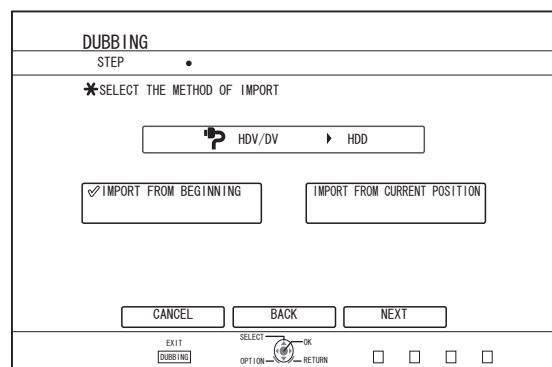 DUBBING
STEP
SELECT THE METHOD OF IMPORT
HDV/DV HDD
IMPORT FROM BEGINNING
IMPORT FROM CURRENT POSITION
CANCEL BACK NEXT
EXIT SELECT OK
DUBBING OPTION RETURN